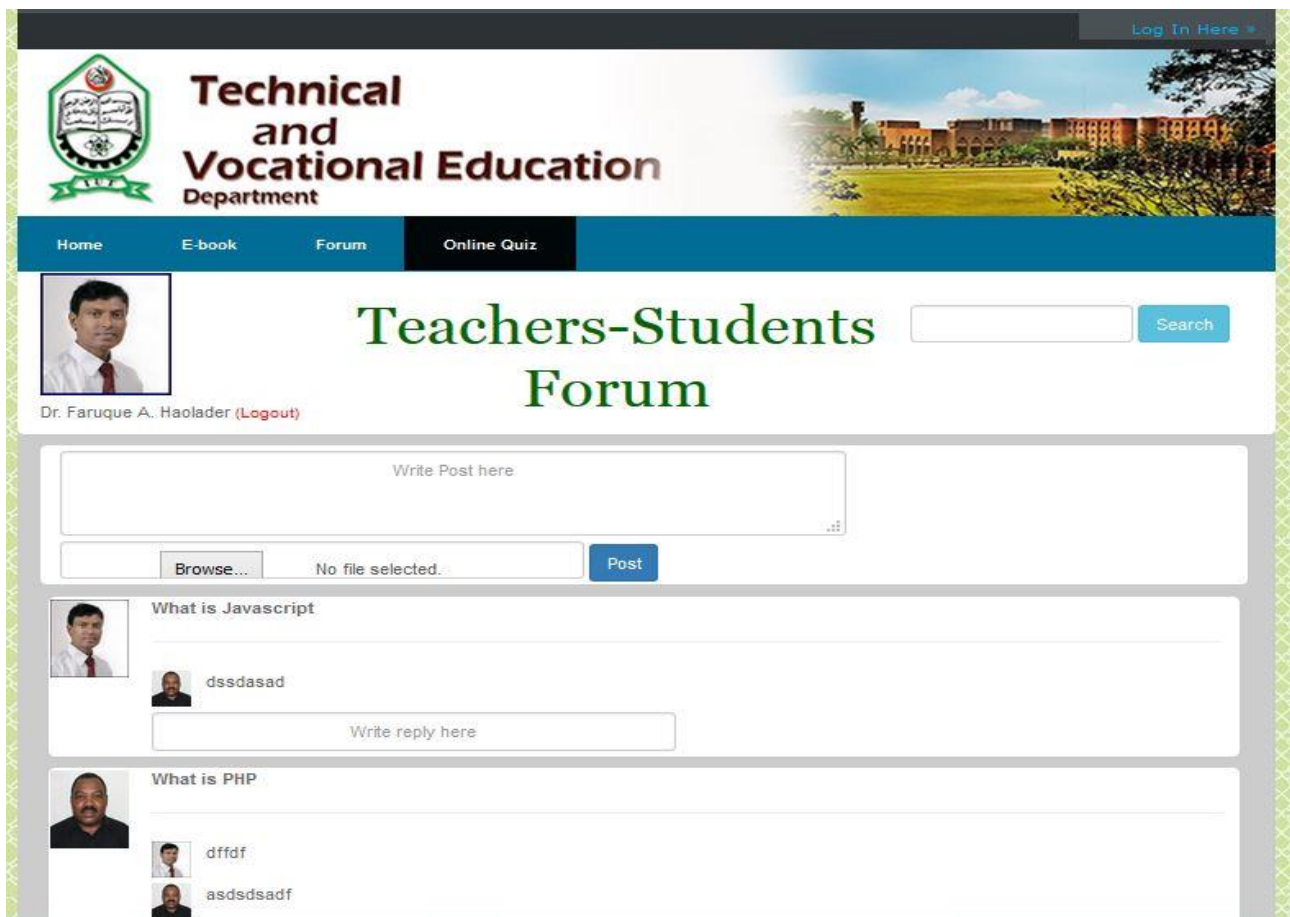 Log In Here »
Technical
and
Vocational Education
Department
IUT
Home E-book Forum Online Quiz
Teachers-Students
Forum
Search
Dr. Faruque A. Haolader (Logout)
Write Post here
Browse... No file selected. Post
What is Javascript
dssdasad
Write reply here
What is PHP
dffdf
asdsdsadf